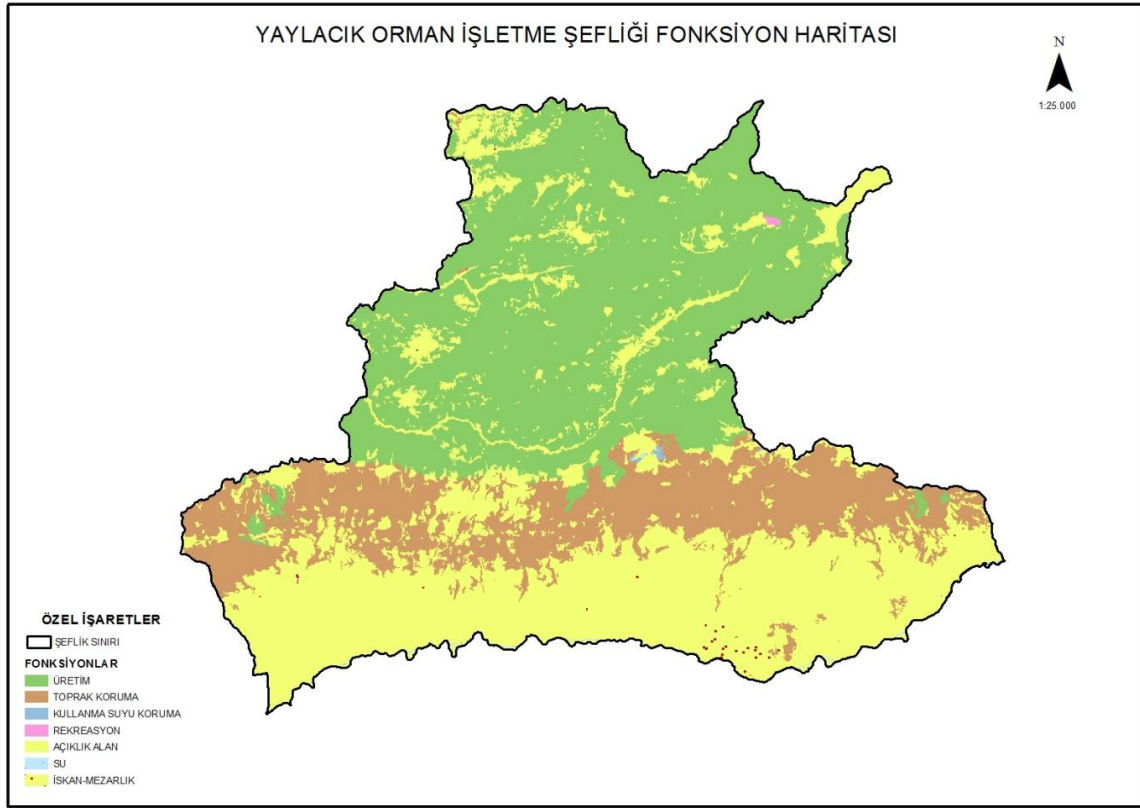 YAYLACIK ORMAN İŞLETME ŞEFLİĞİ FONKSİYON HARİTASI
N
1:25.000
ÖZEL İŞARETLER
ŞEFLİK SINIRI
FONKSİYONLAR
ÜRETİM
TOPRAK KORUMA
KULLANMA SUYU KORUMA
REKREASYON
AÇIKLIK ALAN
SU
İSKAN-MEZARLIK